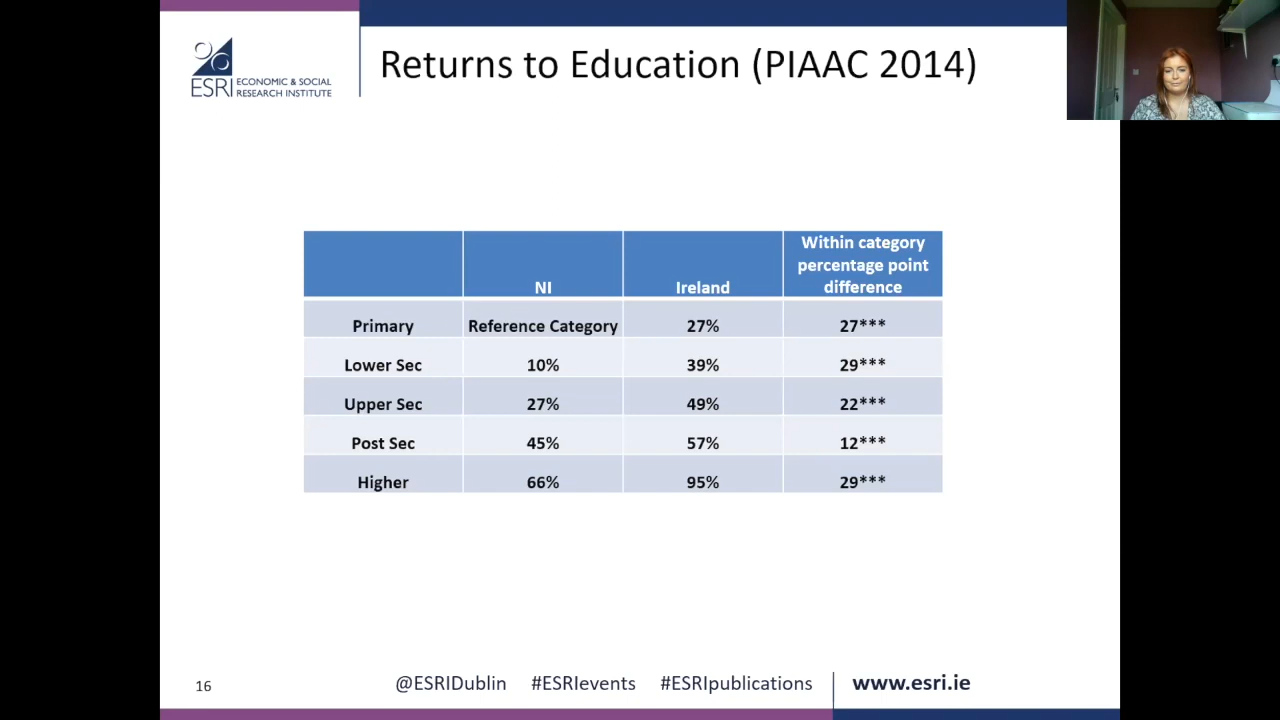 ESRI ECONOMIC & SOCIAL
RESEARCH INSTITUTE
Returns to Education (PIAAC 2014)
NI Ireland Within category percentage point difference
Primary Reference Category 27% 27***
Lower Sec 10% 39% 29***
Upper Sec 27% 49% 22***
Post Sec 45% 57% 12***
Higher 66% 95% 29***
16 @ESRIDublin #ESRIevents #ESRIpublications www.esri.ie